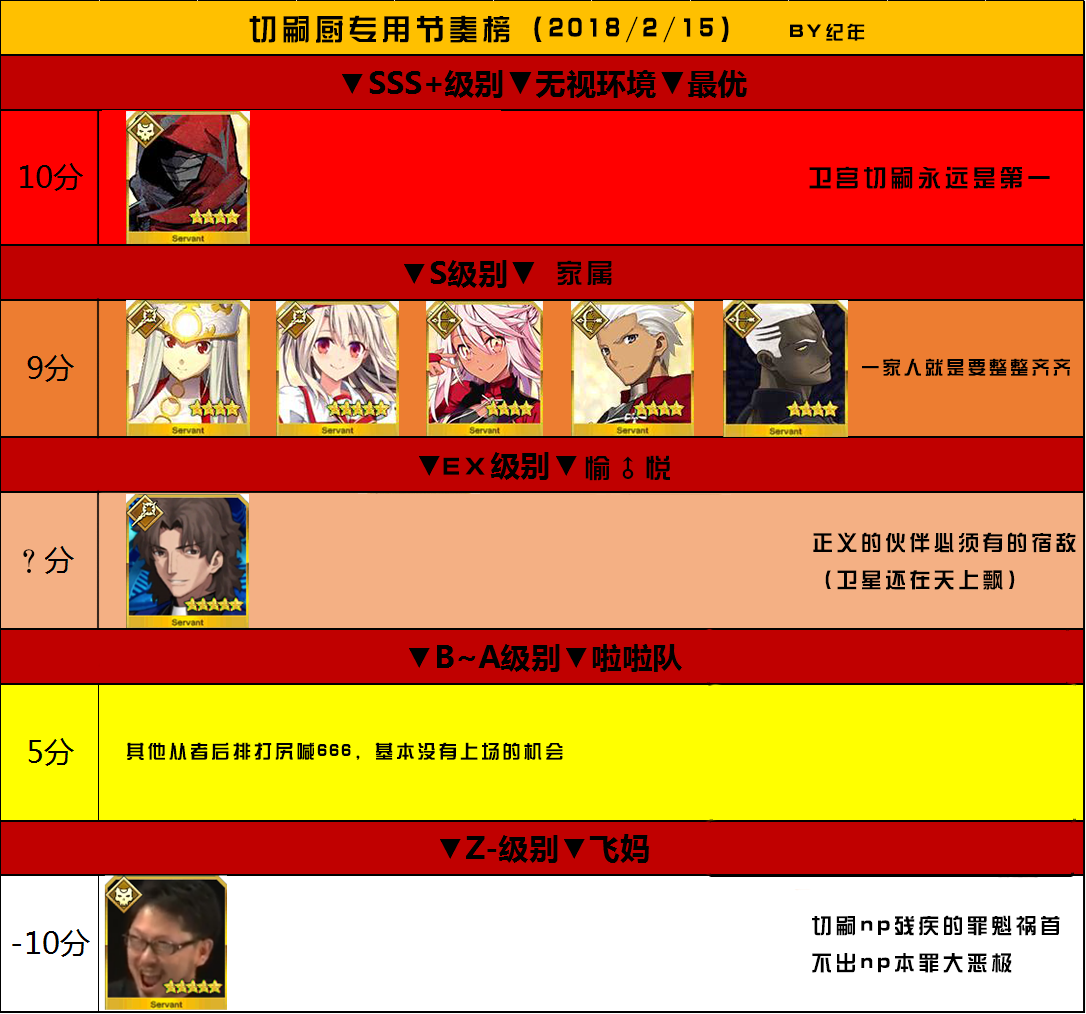 切嗣厨专用节奏榜（2018/2/15） BY纪年
▼SSS+级别▼无视环境▼最优
10分
Servant
卫宫切嗣永远是第一
▼S级别▼ 家属
9分
Servant
Servant
Servant
Servant
Servant
一家人就是要整整齐齐
▼EX级别▼愉⚨悦
？分
Servant
正义的伙伴必须有的宿敌
（卫星还在天上飘）
▼B~A级别▼啦啦队
5分
其他从者后排打尻喊666，基本没有上场的机会
▼Z-级别▼飞妈
-10分
Servant
切嗣np残疾的罪魁祸首
不出np本罪大恶极